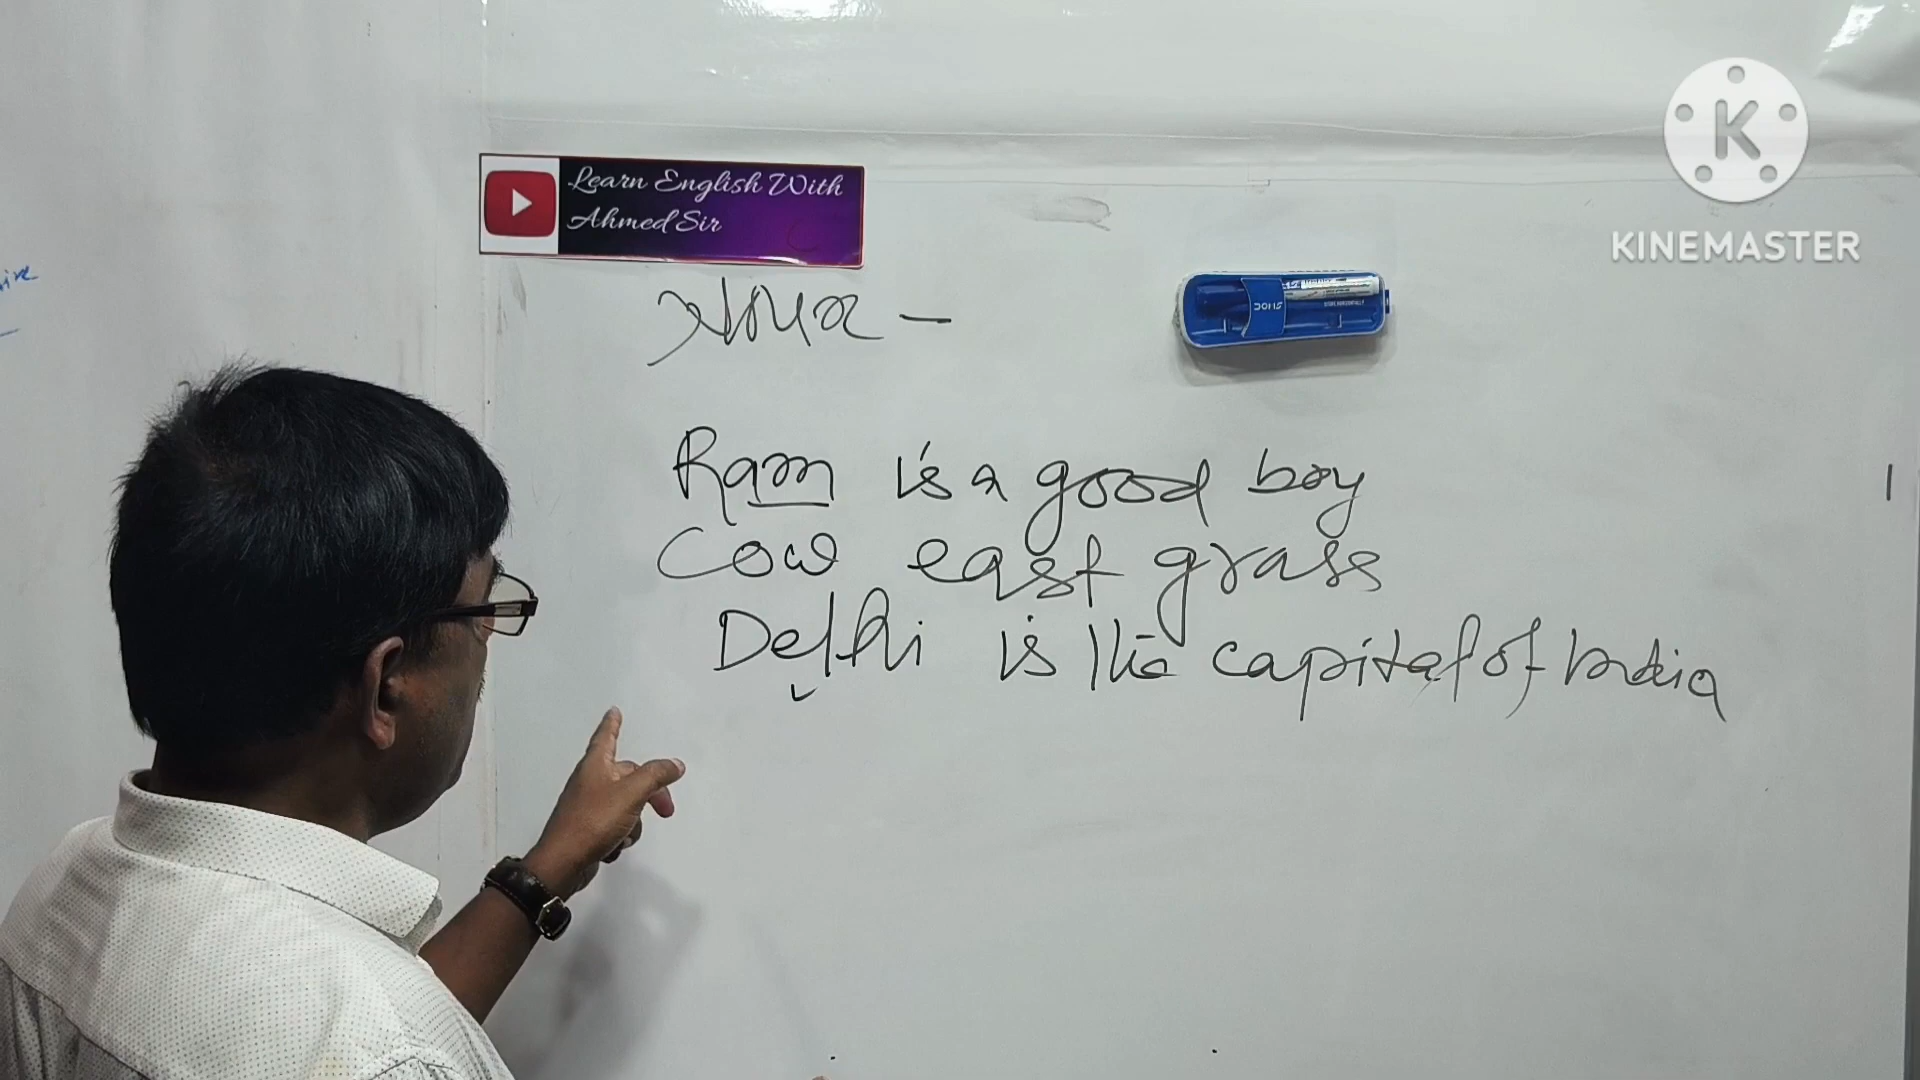 Learn English With
Ahmed Sir
KINEMASTER
Ram is a good boy
Cow east grass
Delhi is the capital of India